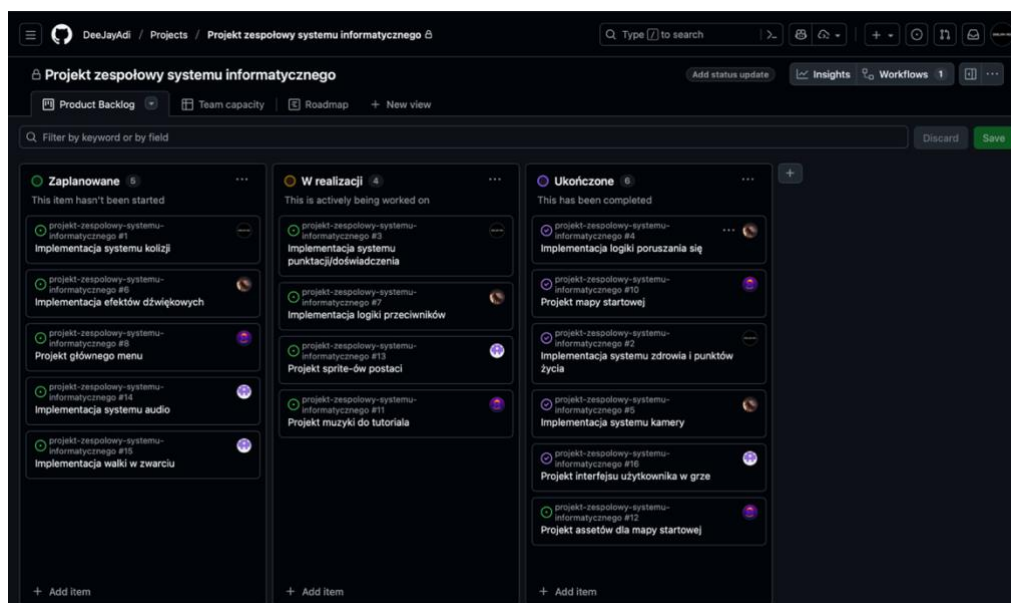 DeeJayAdi / Projects / Projekt zespołowy systemu informatycznego
Type / to search
Projekt zespołowy systemu informatycznego
Add status update
Insights
Workflows 1
Product Backlog
Team capacity
Roadmap
+ New view
Filter by keyword or by field
Discard
Save
Zaplanowane 5
This item hasn't been started
projekt-zespolowy-systemu-
informatycznego #1
Implementacja systemu kolizji
projekt-zespolowy-systemu-
informatycznego #6
Implementacja efektów dźwiękowych
projekt-zespolowy-systemu-
informatycznego #8
Projekt głównego menu
projekt-zespolowy-systemu-
informatycznego #14
Implementacja systemu audio
projekt-zespolowy-systemu-
informatycznego #15
Implementacja walki w zwarciu
+ Add item
W realizacji 4
This is actively being worked on
projekt-zespolowy-systemu-
informatycznego #3
Implementacja systemu
punktacji/doświadczenia
projekt-zespolowy-systemu-
informatycznego #7
Implementacja logiki przeciwników
projekt-zespolowy-systemu-
informatycznego #13
Projekt sprite-ów postaci
projekt-zespolowy-systemu-
informatycznego #11
Projekt muzyki do tutoriala
+ Add item
Ukończone 6
This has been completed
projekt-zespolowy-systemu-
informatycznego #4
Implementacja logiki poruszania się
projekt-zespolowy-systemu-
informatycznego #10
Projekt mapy startowej
projekt-zespolowy-systemu-
informatycznego #2
Implementacja systemu zdrowia i punktów
życia
projekt-zespolowy-systemu-
informatycznego #5
Implementacja systemu kamery
projekt-zespolowy-systemu-
informatycznego #16
Projekt interfejsu użytkownika w grze
projekt-zespolowy-systemu-
informatycznego #12
Projekt assetów dla mapy startowej
+ Add item